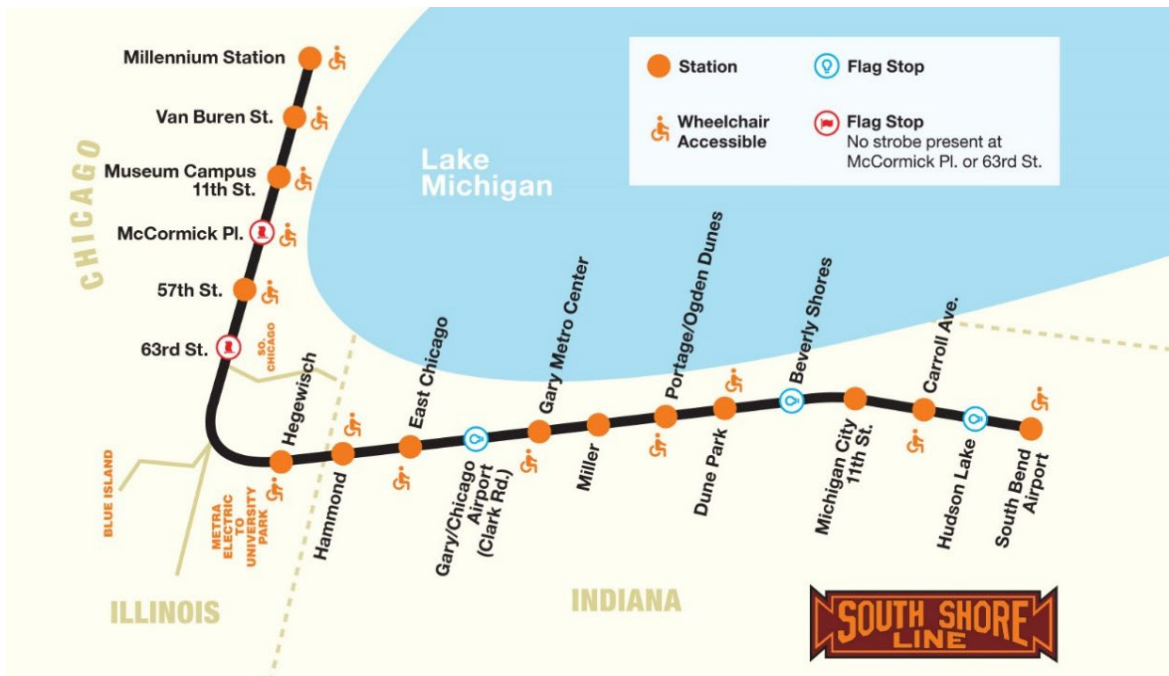 Millennium Station
Van Buren St.
Museum Campus
11th St.
McCormick Pl.
57th St.
63rd St.
CHICAGO
Lake
Michigan
Station
Flag Stop
Wheelchair
Accessible
Flag Stop
No strobe present at
McCormick Pl. or 63rd St.
SO.
CHICAGO
BLUE ISLAND
METRA
ELECTRIC
TO
UNIVERSITY
PARK
Hegewisch
Hammond
East Chicago
Gary/Chicago
Airport
(Clark Rd.)
Gary Metro Center
Miller
Portage/Ogden Dunes
Dune Park
Beverly Shores
Michigan City
11th St.
Carroll Ave.
Hudson Lake
South Bend
Airport
ILLINOIS
INDIANA
SOUTH SHORE
LINE